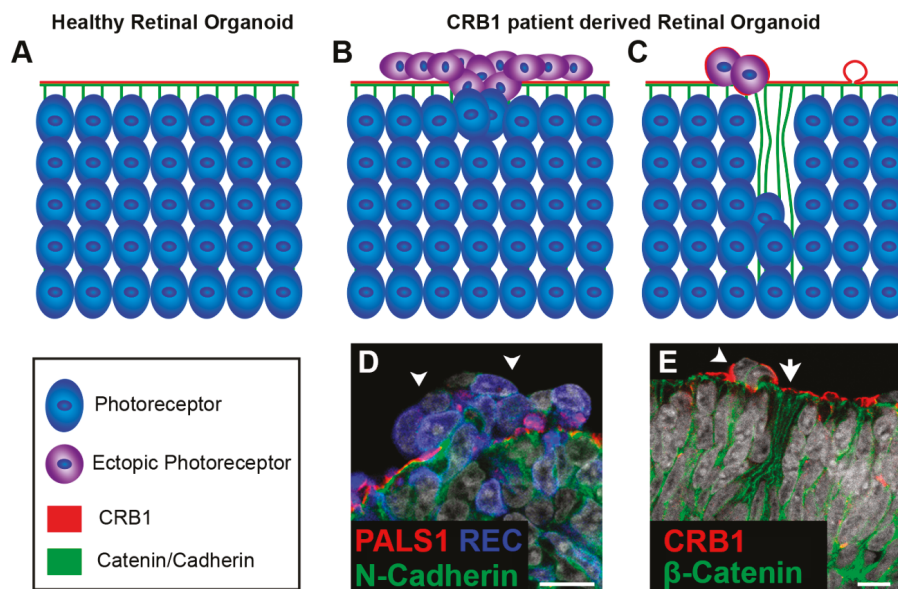 Healthy Retinal Organoid
CRB1 patient derived Retinal Organoid
A
B
C
Photoreceptor
Ectopic Photoreceptor
CRB1
Catenin/Cadherin
D
PALS1 REC
N-Cadherin
E
CRB1
β-Catenin